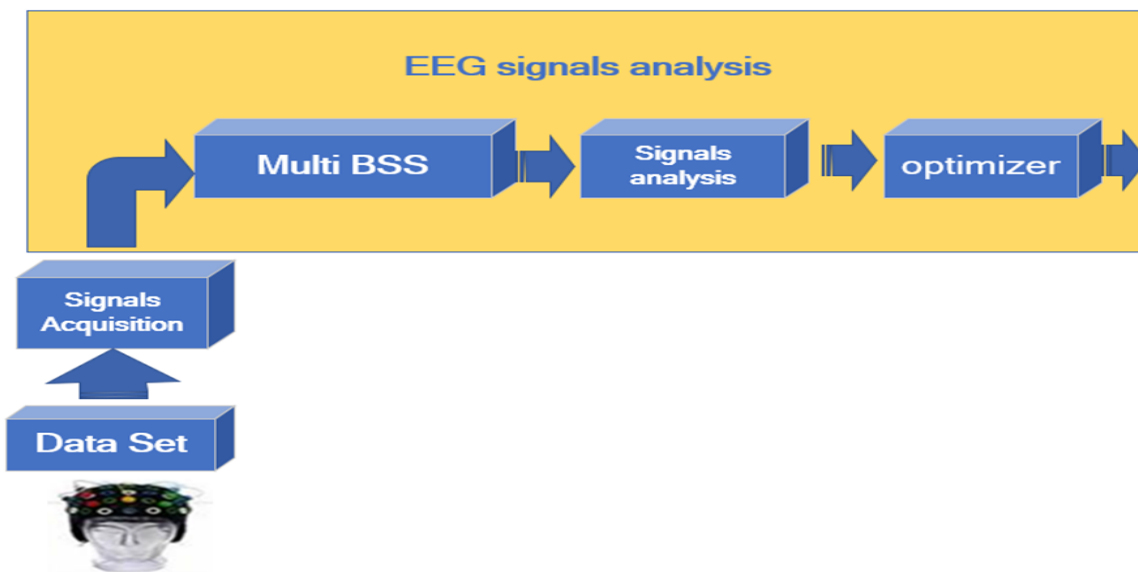 EEG signals analysis
Multi BSS
Signals
analysis
optimizer
Signals
Acquisition
Data Set